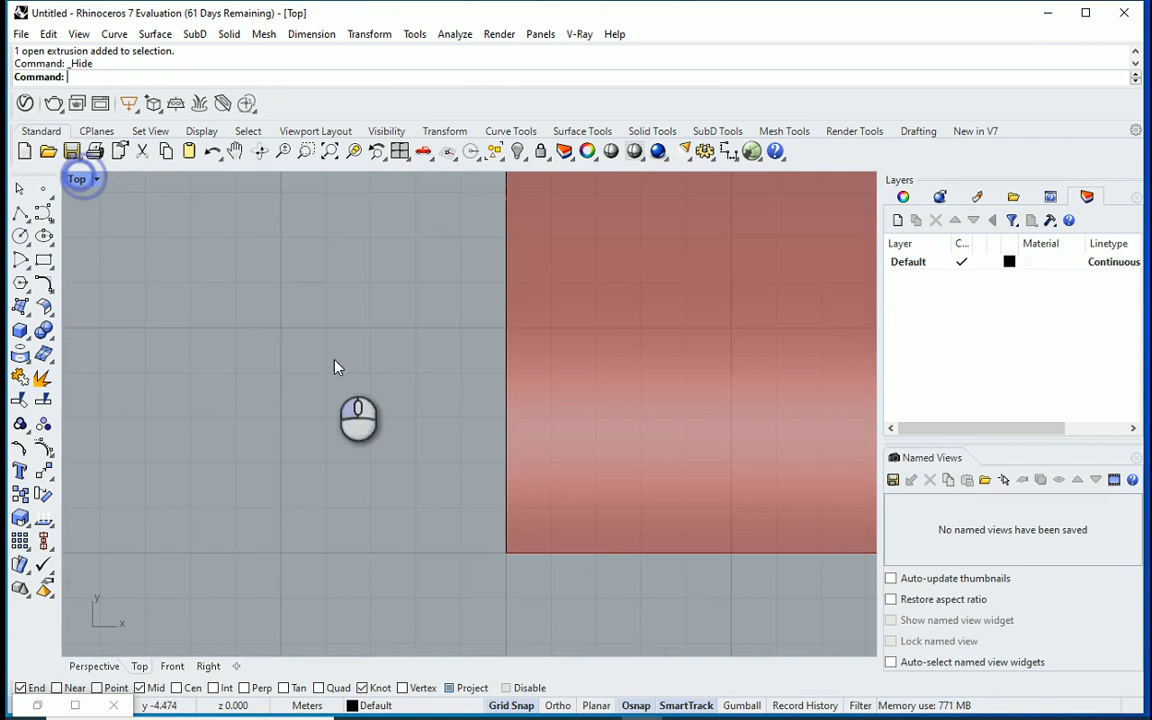 Untitled - Rhinoceros 7 Evaluation (61 Days Remaining) - [Top]
File Edit View Curve Surface SubD Solid Mesh Dimension Transform Tools Analyze Render Panels V-Ray Help
1 open extrusion added to selection.
Command: _Hide
Command:
Standard CPlanes Set View Display Select Viewport Layout Visibility Transform Curve Tools Surface Tools Solid Tools SubD Tools Mesh Tools Render Tools Drafting New in V7
Top
Layers
Layer C... Material Linetype
Default Continuous
Named Views
No named views have been saved
Auto-update thumbnails
Restore aspect ratio
Show named view widget
Lock named view
Auto-select named view widgets
y
x
Perspective Top Front Right
End Near Point Mid Cen Int Perp Tan Quad Knot Vertex Project Disable
y -4.474 z 0.000 Meters Default Grid Snap Ortho Planar Osnap SmartTrack Gumball Record History Filter Memory use: 771 MB